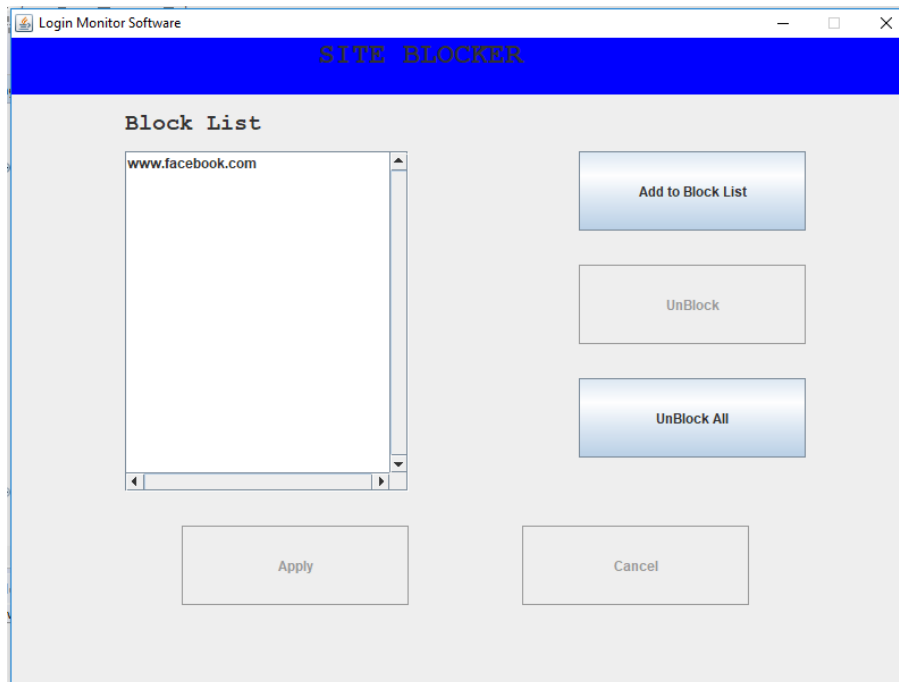 Login Monitor Software
SITE BLOCKER
Block List
www.facebook.com
Add to Block List
UnBlock
UnBlock All
Apply
Cancel